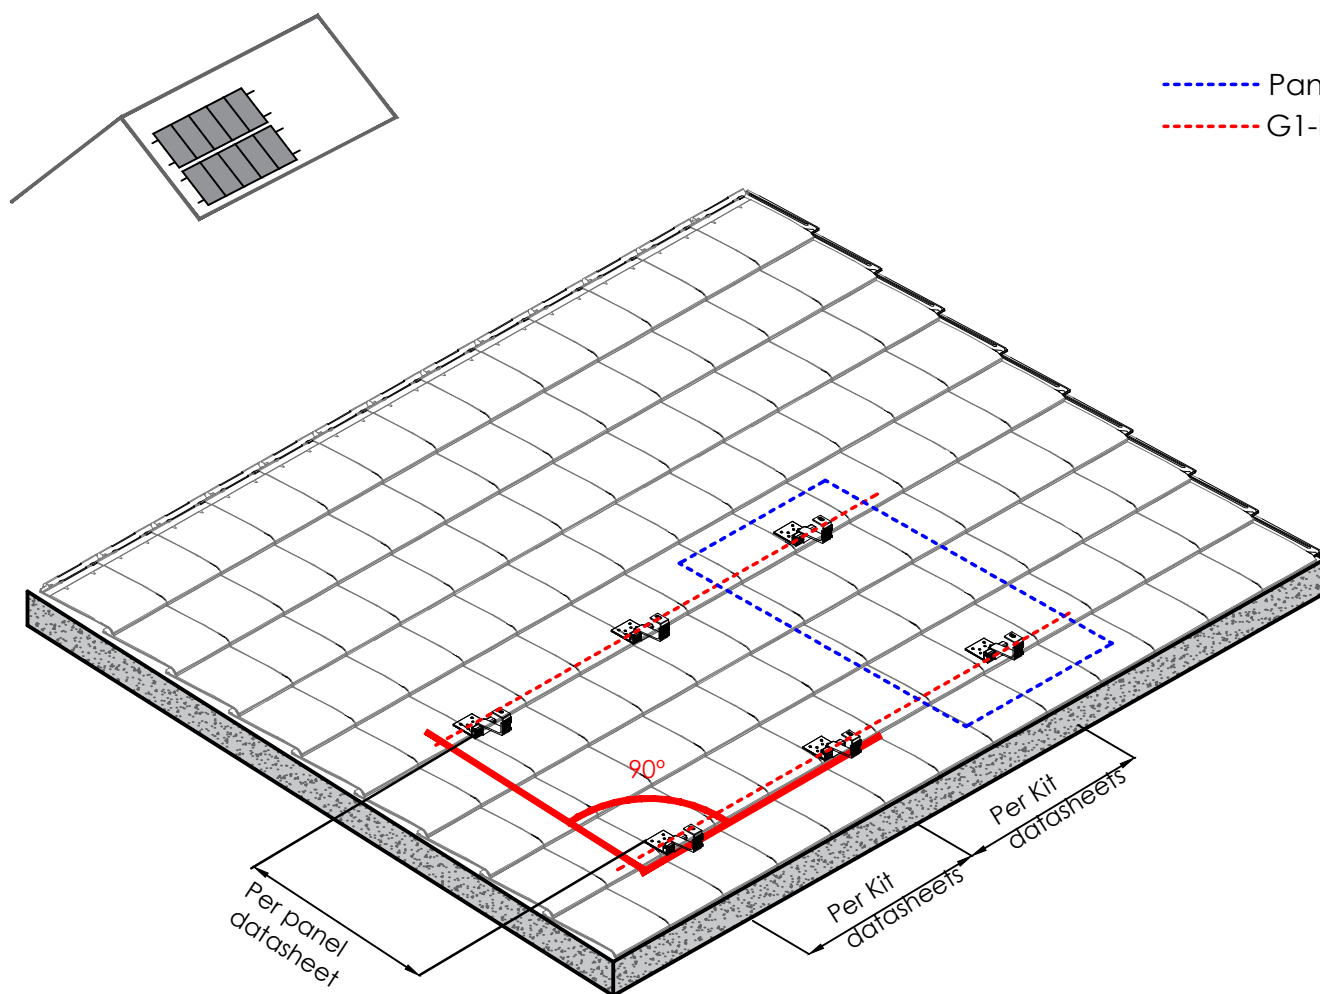 Pan
G1-
90º
Per Kit
datasheets
Per Kit
datasheets
Per panel
datasheet